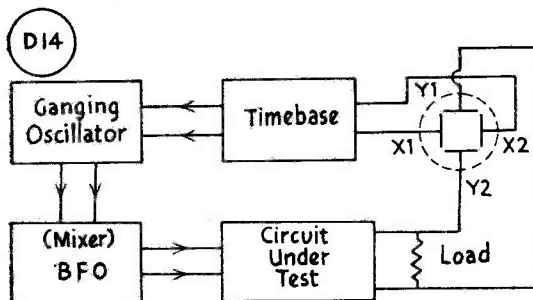 D14
Ganging
Oscillator
Timebase
Y1
X1
X2
Y2
(Mixer)
BFO
Circuit
Under
Test
Load